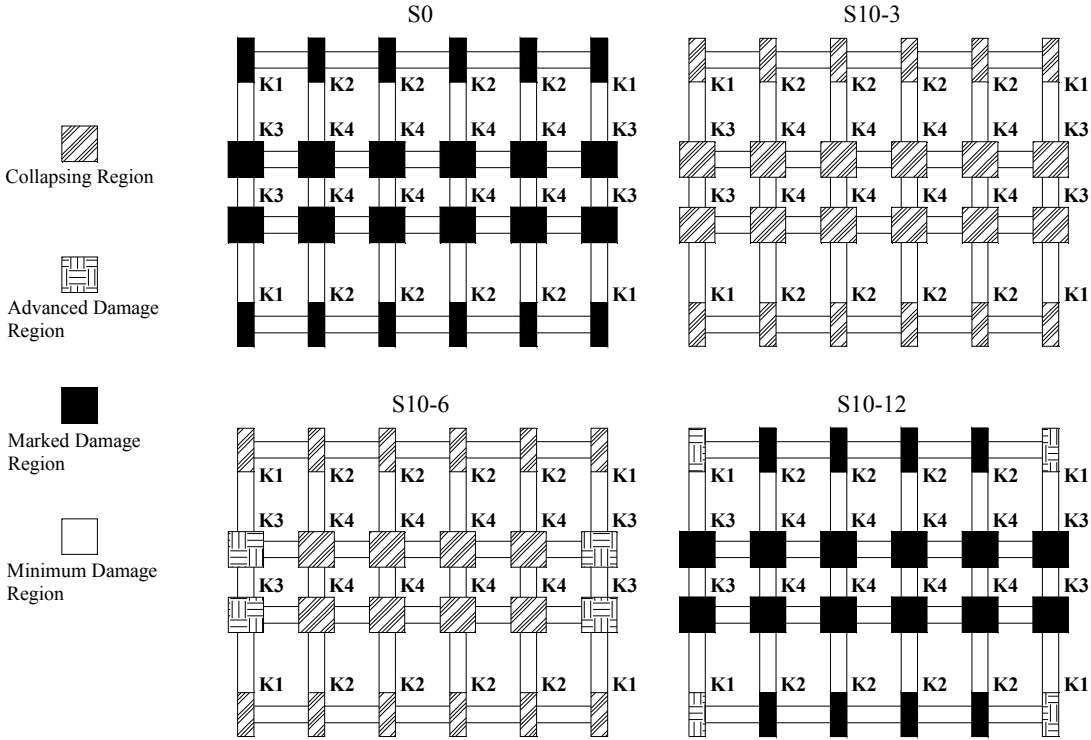 S0
S10-3
K1 K2 K2 K2 K2 K1
K1 K2 K2 K2 K2 K1
K3 K4 K4 K4 K4 K3
K3 K4 K4 K4 K4 K3
Collapsing Region
K3 K4 K4 K4 K4 K3
K3 K4 K4 K4 K4 K3
K1 K2 K2 K2 K2 K1
K1 K2 K2 K2 K2 K1
Advanced Damage
Region
S10-6
S10-12
Marked Damage
Region
K1 K2 K2 K2 K2 K1
K1 K2 K2 K2 K2 K1
K3 K4 K4 K4 K4 K3
K3 K4 K4 K4 K4 K3
Minimum Damage
Region
K3 K4 K4 K4 K4 K3
K3 K4 K4 K4 K4 K3
K1 K2 K2 K2 K2 K1
K1 K2 K2 K2 K2 K1